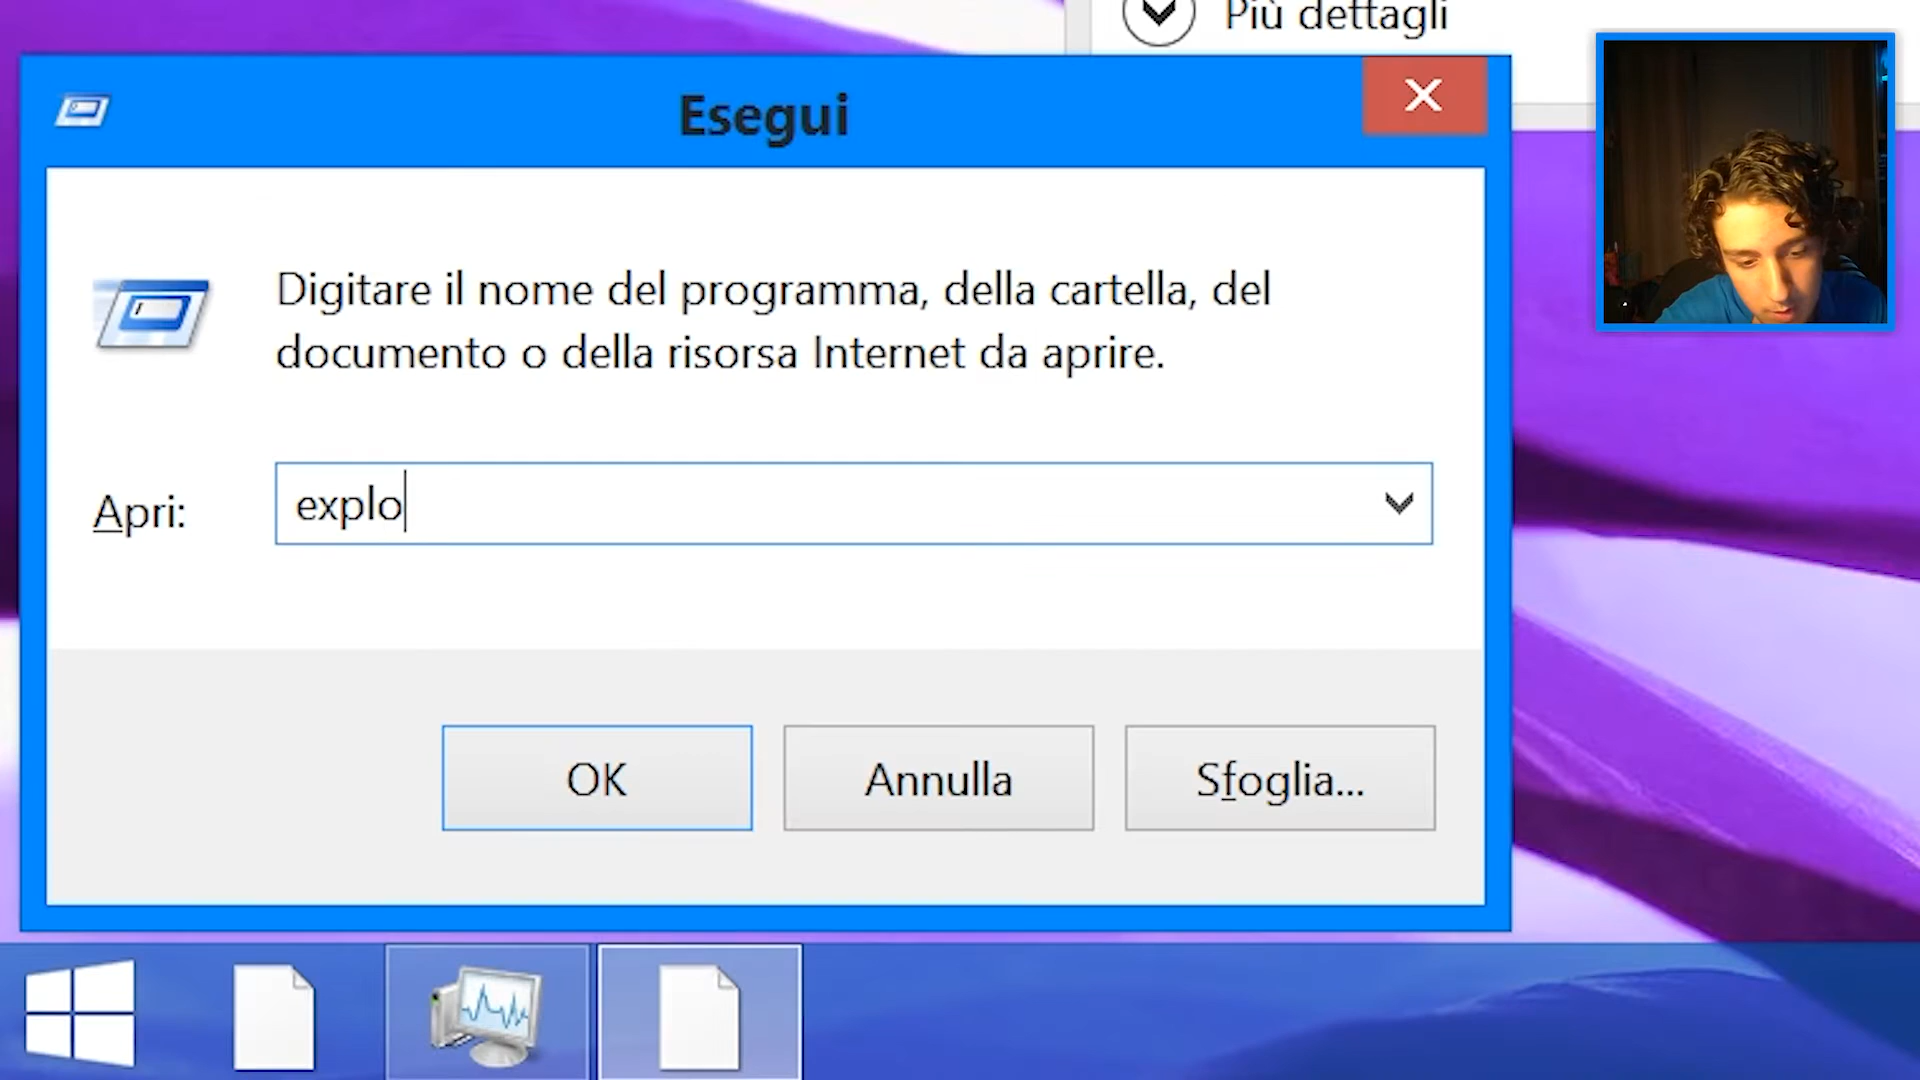 Più dettagli
Esegui
Digitare il nome del programma, della cartella, del
documento o della risorsa Internet da aprire.
Apri:
explo
OK
Annulla
Sfoglia...